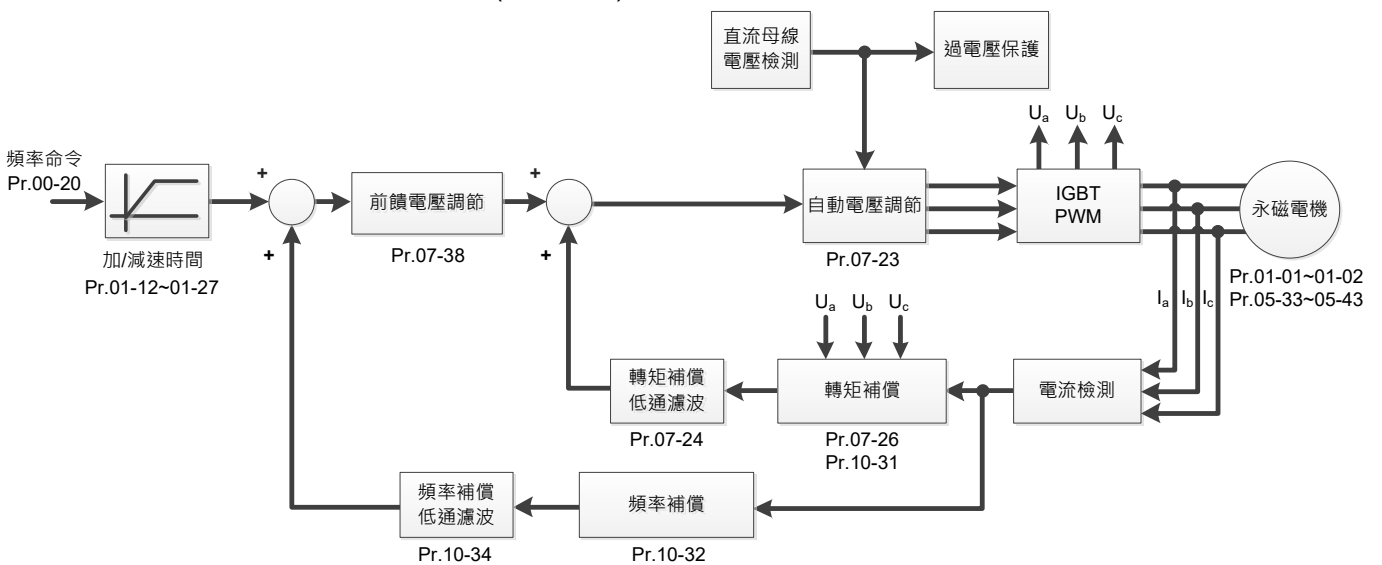 直流母線
電壓檢測
過電壓保護
Ua
Ub
Uc
頻率命令
Pr.00-20
+
+
前饋電壓調節
自動電壓調節
IGBT
PWM
永磁電機
加/減速時間
Pr.01-12~01-27
+
Pr.07-38
+
Pr.07-23
Pr.01-01~01-02
Pr.05-33~05-43
Ia
Ib
Ic
Ua
Ub
Uc
轉矩補償
低通濾波
轉矩補償
電流檢測
Pr.07-24
Pr.07-26
Pr.10-31
頻率補償
低通濾波
頻率補償
Pr.10-34
Pr.10-32